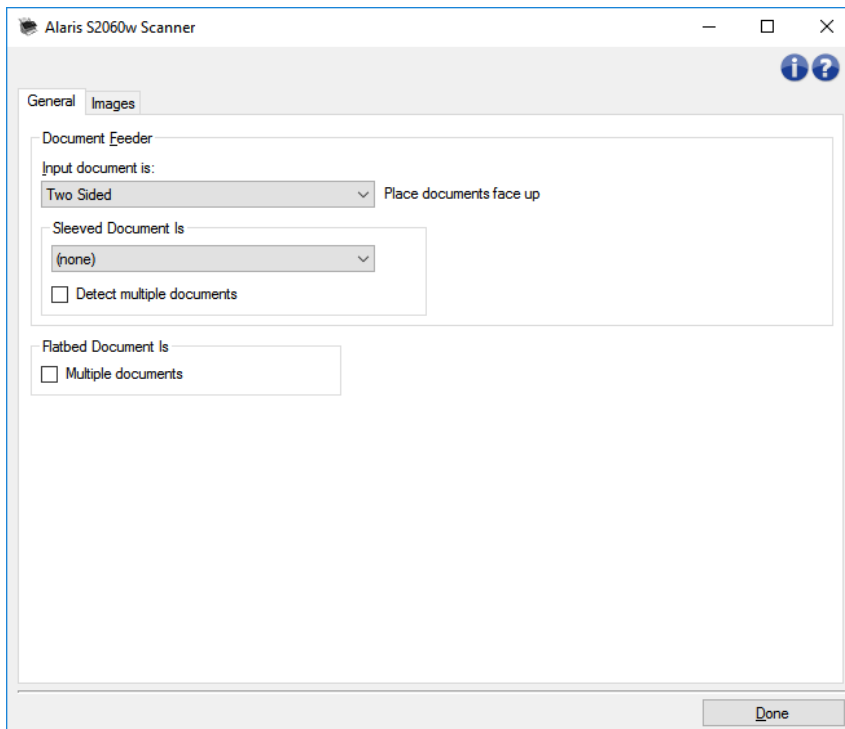 Alaris S2060w Scanner
General Images
Document Feeder
Input document is:
Two Sided Place documents face up
Sleeved Document Is
(none)
Detect multiple documents
Flatbed Document Is
Multiple documents
Done